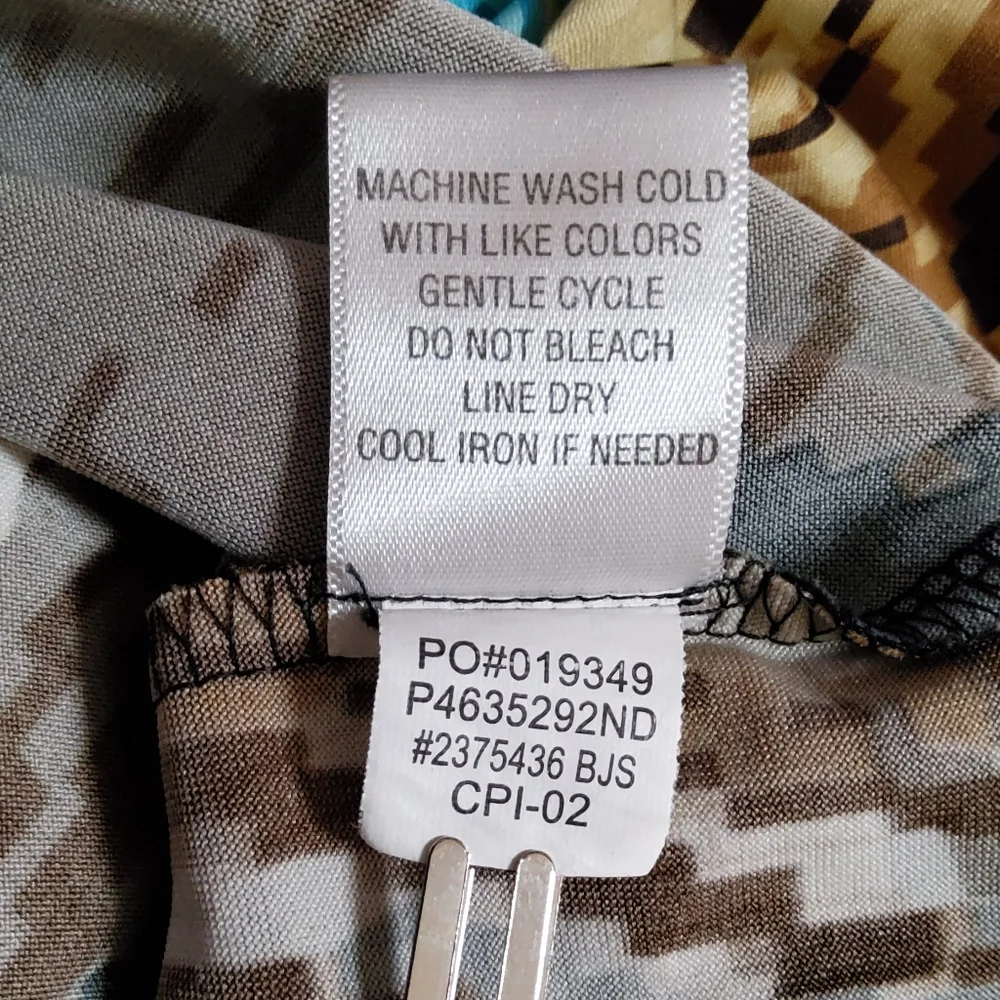 MACHINE WASH COLD
WITH LIKE COLORS
GENTLE CYCLE
DO NOT BLEACH
LINE DRY
COOL IRON IF NEEDED
PO#019349
P4635292ND
#2375436 BJS
CPI-02